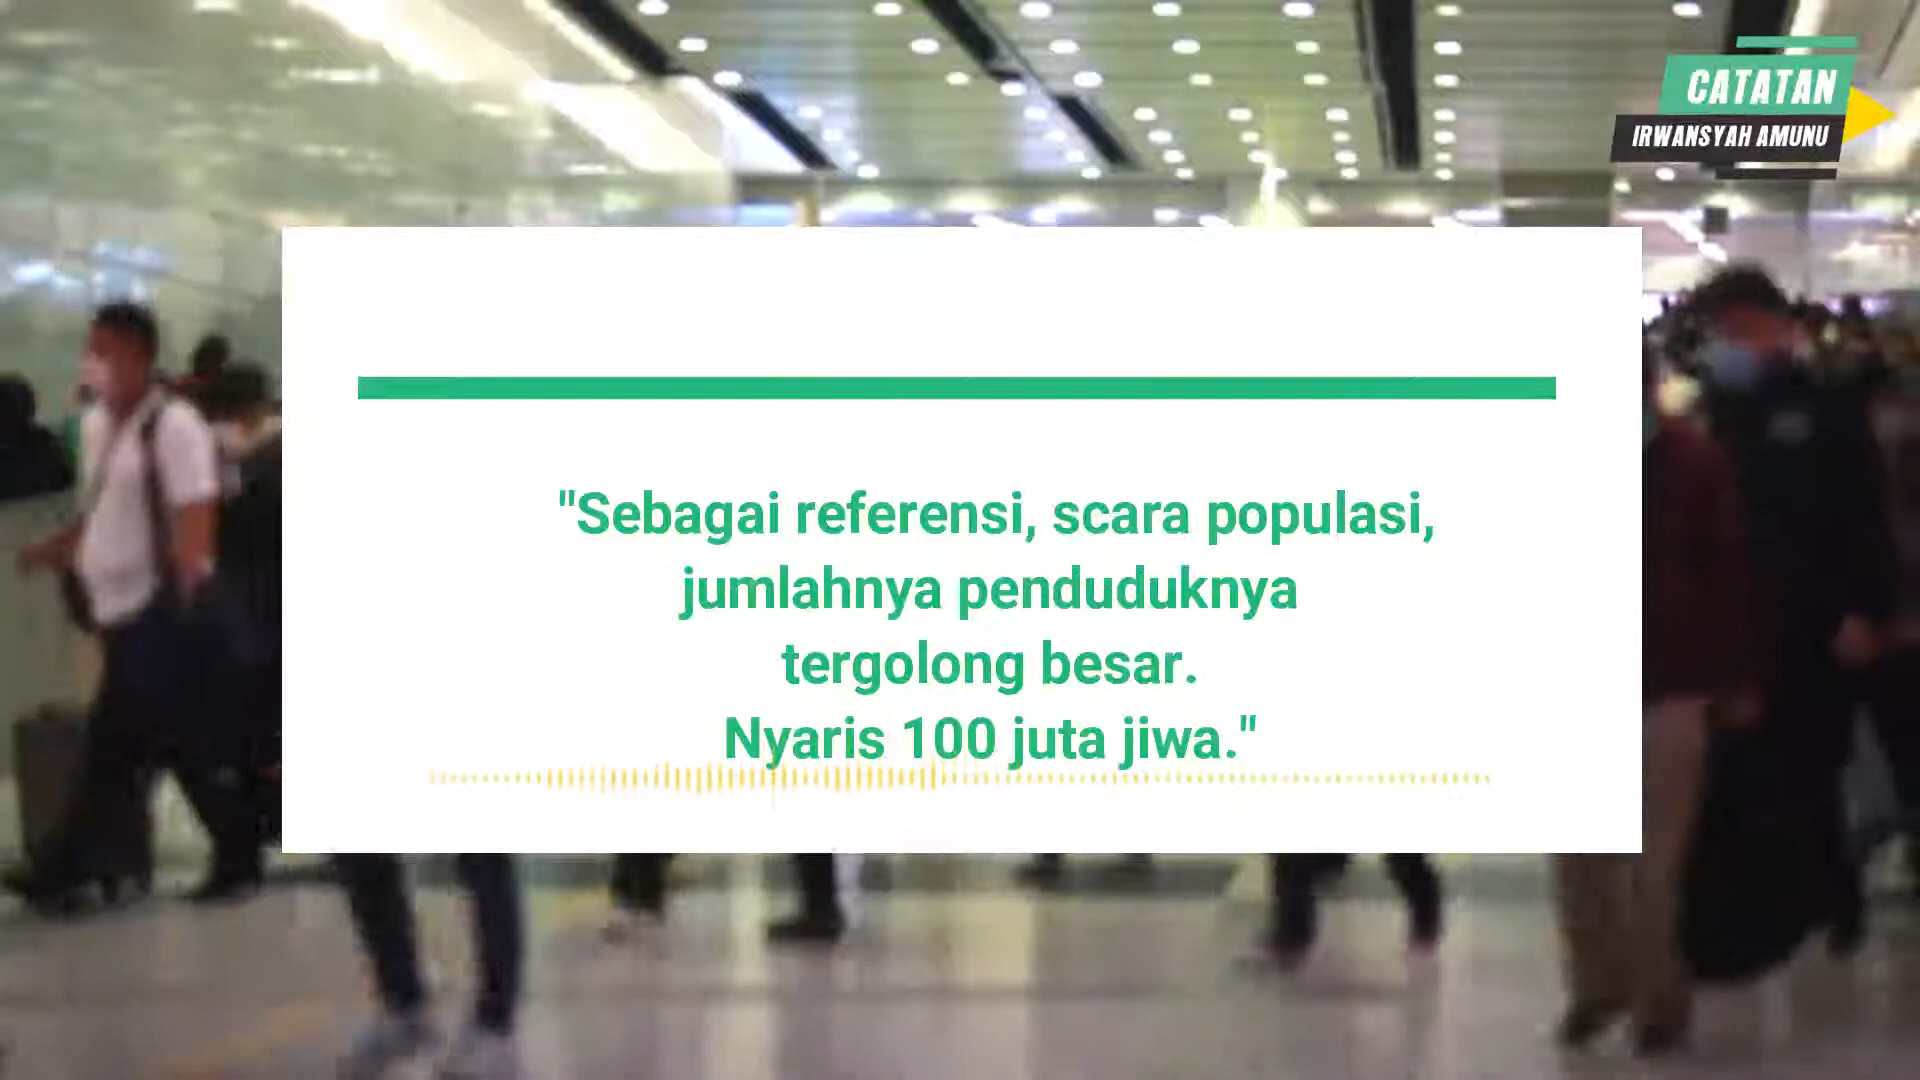 CATATAN
IRWANSYAH AMUNU
"Sebagai referensi, scara populasi,
jumlahnya penduduknya
tergolong besar.
Nyaris 100 juta jiwa."